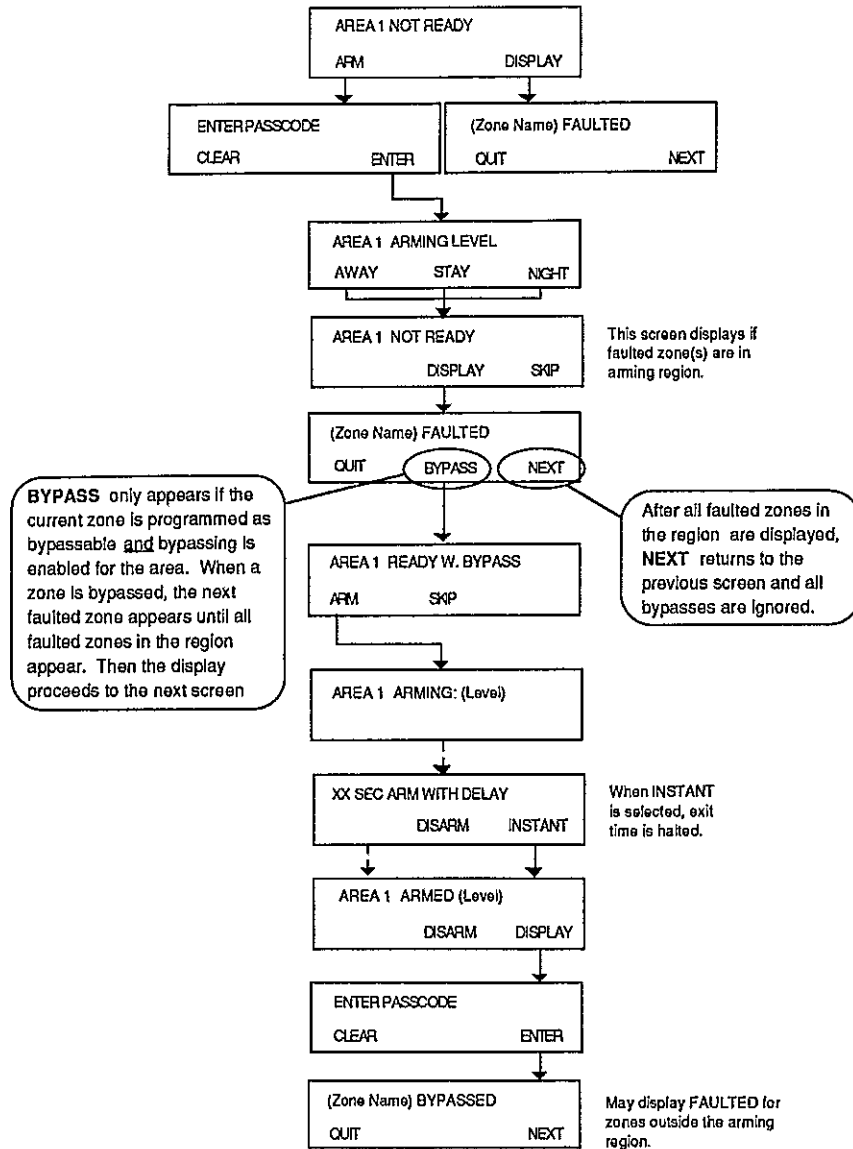 AREA 1 NOT READY
ARM DISPLAY
ENTER PASSCODE
CLEAR ENTER
(Zone Name) FAULTED
QUIT NEXT
AREA 1 ARMING LEVEL
AWAY STAY NIGHT
AREA 1 NOT READY
DISPLAY SKIP
This screen displays if
faulted zone(s) are in
arming region.
(Zone Name) FAULTED
QUIT BYPASS NEXT
BYPASS only appears if the
current zone is programmed as
bypassable and bypassing is
enabled for the area. When a
zone is bypassed, the next
faulted zone appears until all
faulted zones in the region
appear. Then the display
proceeds to the next screen
After all faulted zones in
the region are displayed,
NEXT returns to the
previous screen and all
bypasses are ignored.
AREA 1 READY W. BYPASS
ARM SKIP
AREA 1 ARMING: (Level)
XX SEC ARM WITH DELAY
DISARM INSTANT
When INSTANT
is selected, exit
time is halted.
AREA 1 ARMED (Level)
DISARM DISPLAY
ENTER PASSCODE
CLEAR ENTER
(Zone Name) BYPASSED
QUIT NEXT
May display FAULTED for
zones outside the arming
region.